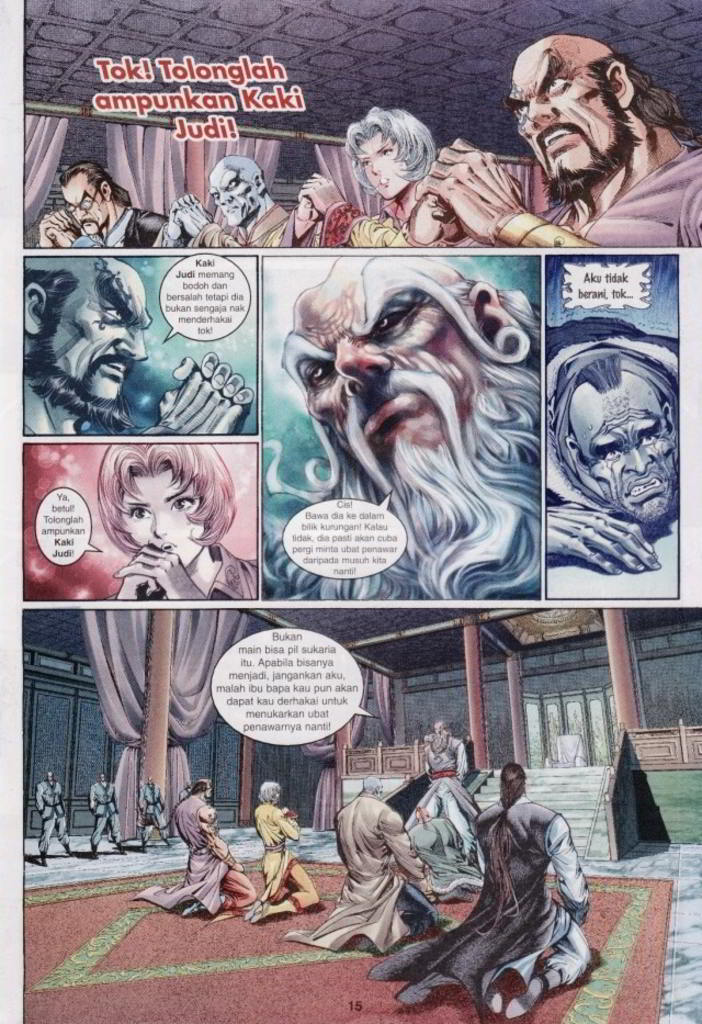 Tok! Tolonglah
ampunkan Kaki
Judi!
Kaki
Judi memang
bodoh dan
bersalah tetapi dia
bukan sengaja nak
menderhakai
tok!
Ya,
betul!
Tolonglah
ampunkan
Kaki
Judi!
Cis!
Bawa dia ke dalam
bilik kurungan! Kalau
tidak, dia pasti akan cuba
pergi minta ubat penawar
daripada musuh kita
nanti!
Aku tidak
berani, tok...
Bukan
main bisa pil sukaria
itu. Apabila bisanya
menjadi, jangankan aku,
malah ibu bapa kau pun akan
dapat kau derhakai untuk
menukarkan ubat
penawarnya nanti!
15